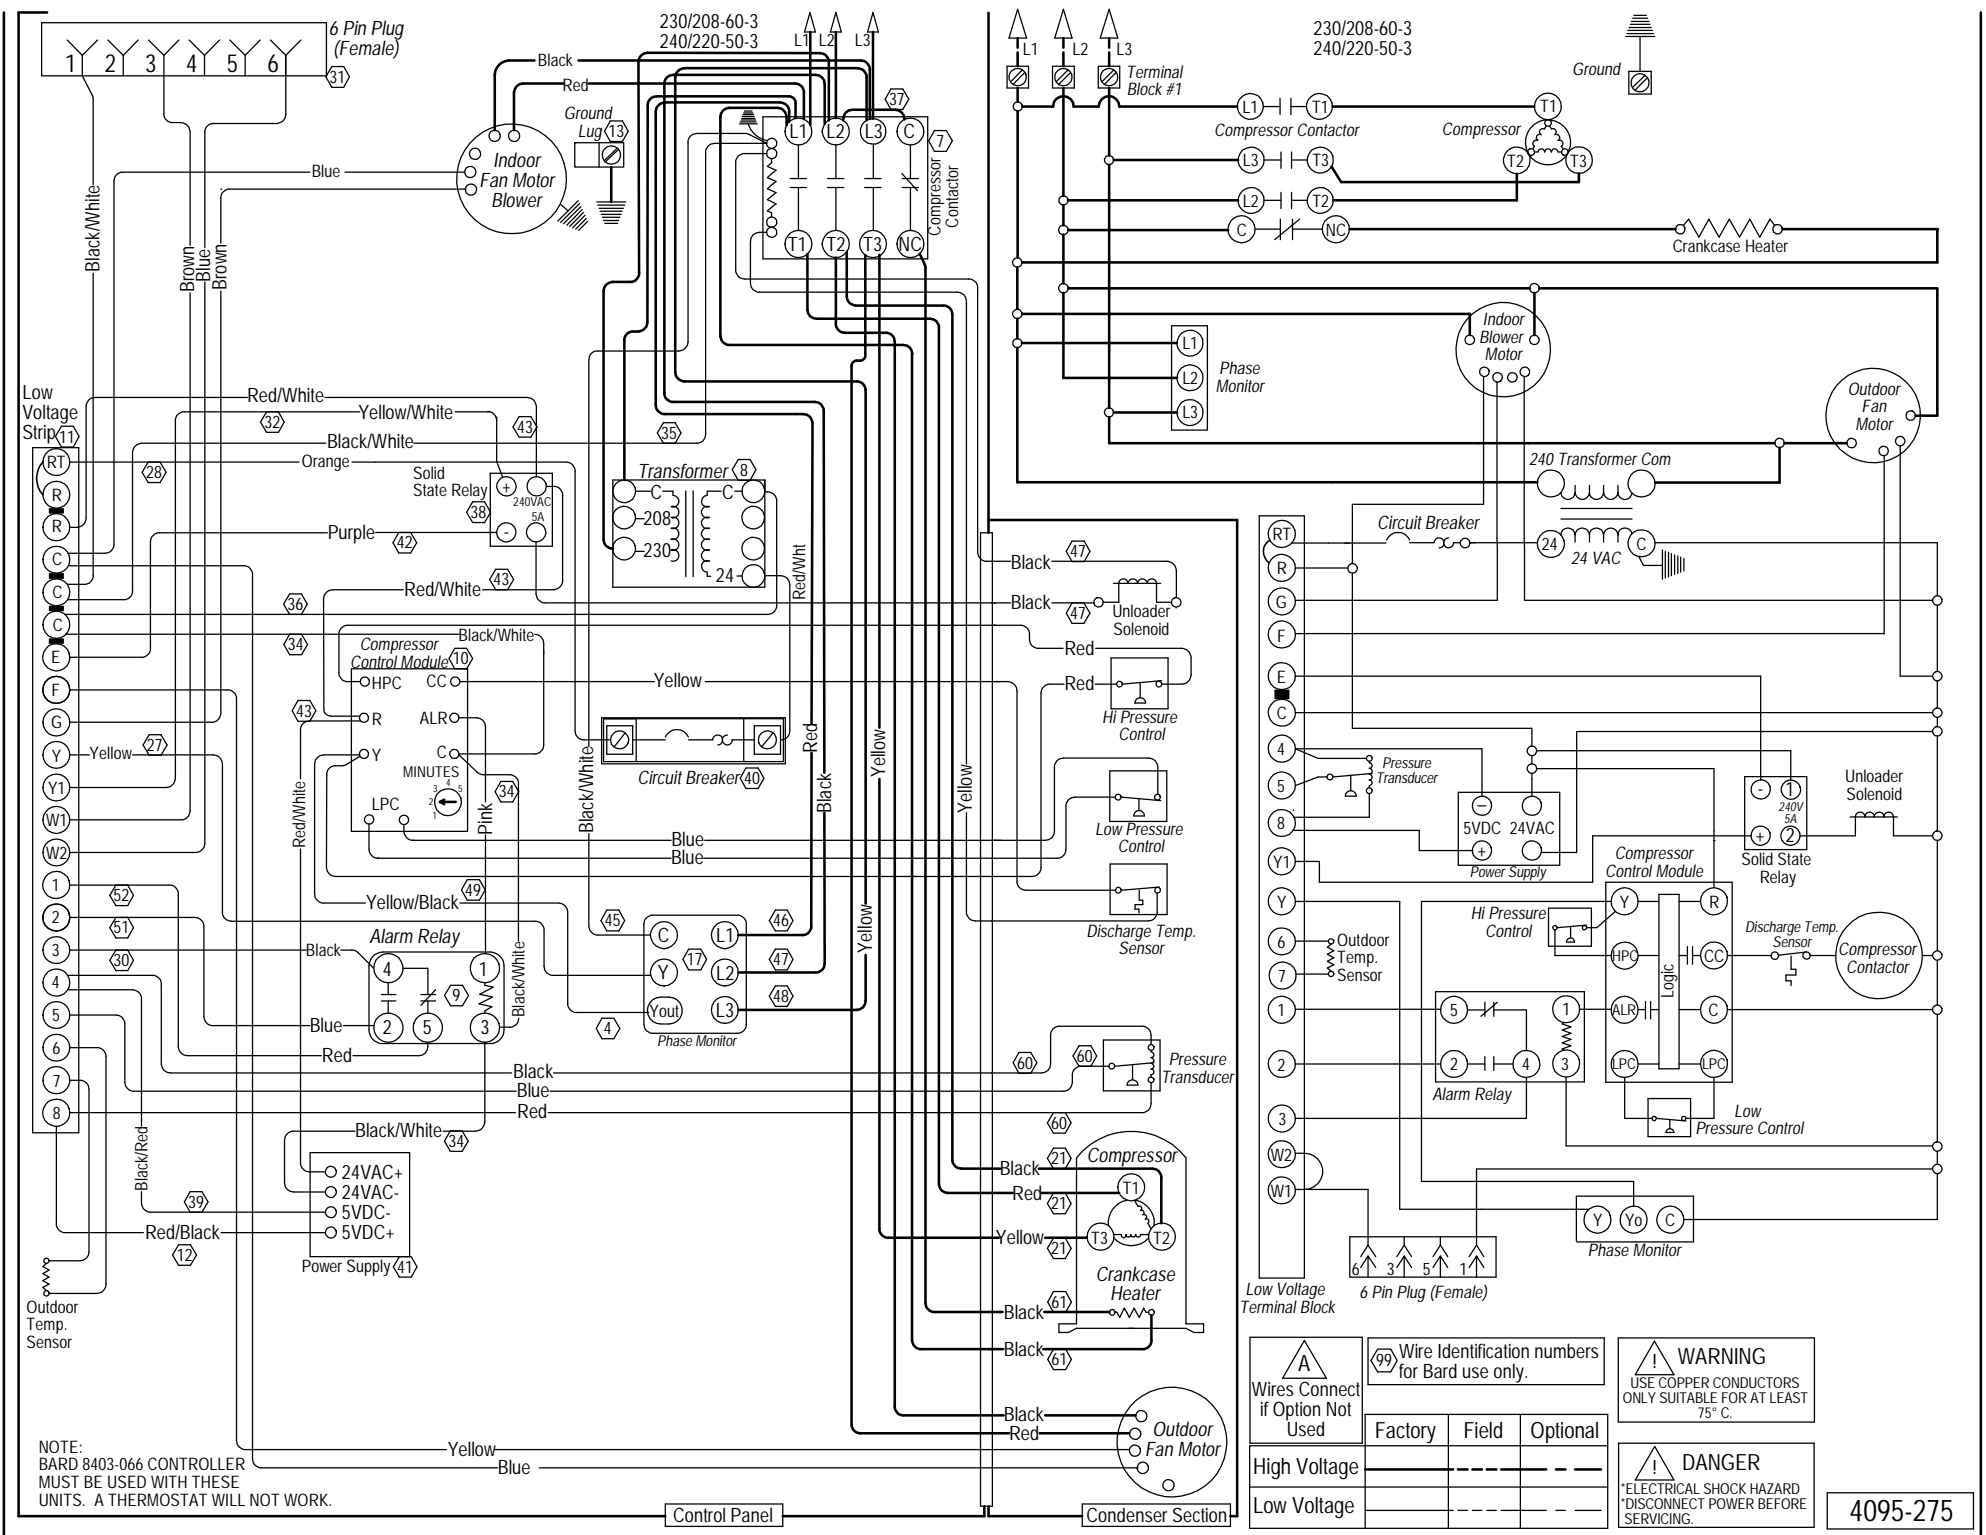 6 Pin Plug
(Female)
1 2 3 4 5 6
31
230/208-60-3
240/220-50-3
L1 L2 L3
Black
Red
Ground
Lug 13
Indoor
Fan Motor
Blower
Blue
37
L1 L2 L3 C
7
Compressor
Contactor
T1 T2 T3 NC
Black/White
Brown
Blue
Brown
Low
Voltage
Strip 11
Red/White
32
Yellow/White
43
Black/White
35
Orange
28
Solid
State Relay
38
+
240VAC
5A
-
Purple
42
Red/White
43
36
34
Black/White
Transformer 8
C C
208
230
24
Red/Wht
RT
R
R
C
C
C
E
F
G
Y
Y1
W1
W2
1
2
3
4
5
6
7
8
Compressor
Control Module 10
HPC CC
R ALR
Y C
MINUTES
1 2 3 4 5
LPC
43
Yellow
27
Yellow
Red/White
Pink
34
Black/White
Circuit Breaker 40
Red
Black
Yellow
Yellow
Yellow
Blue
Blue
Yellow/Black
49
52
51
30
Black
Alarm Relay
4 1
9
2 5 3
Blue
Red
Black/White
45
46
47
48
4
C L1
Y 17 L2
Yout L3
Phase Monitor
Black
Blue
Red
Black/White
34
Black/Red
39
Red/Black
12
24VAC+
24VAC-
5VDC-
5VDC+
Power Supply 41
Outdoor
Temp.
Sensor
Yellow
Blue
NOTE:
BARD 8403-066 CONTROLLER
MUST BE USED WITH THESE
UNITS. A THERMOSTAT WILL NOT WORK.
Control Panel
Black
47
Black
47
Unloader
Solenoid
Red
Red
Hi Pressure
Control
Low Pressure
Control
Discharge Temp.
Sensor
60
60
Pressure
Transducer
60
Compressor
Black
21
Red
21
Yellow
21
T1
T3 T2
Crankcase
Heater
Black
61
Black
61
Black
Red
Outdoor
Fan Motor
Condenser Section
L1 L2 L3
Terminal
Block #1
230/208-60-3
240/220-50-3
Ground
L1 T1
Compressor Contactor
L3 T3
L2 T2
C NC
Compressor
T1
T2 T3
Crankcase Heater
Indoor
Blower
Motor
L1
L2
L3
Phase
Monitor
Outdoor
Fan
Motor
240 Transformer Com
Circuit Breaker
24 C
24 VAC
RT
R
G
F
E
C
4
5
8
Y1
Y
6
7
1
2
3
W2
W1
Low Voltage
Terminal Block
Pressure
Transducer
– 
5VDC 24VAC
+
Power Supply
- 1
240V
5A
+ 2
Solid State
Relay
Unloader
Solenoid
Compressor
Control Module
Y R
HPC CC
Logic
ALR C
LPC LPC
Hi Pressure
Control
Discharge Temp.
Sensor
Compressor
Contactor
Outdoor
Temp.
Sensor
5 1
2 4 3
Alarm Relay
Low
Pressure Control
Y Yo C
Phase Monitor
6 3 5 1
6 Pin Plug (Female)
A
Wires Connect
if Option Not
Used
99 Wire Identification numbers
for Bard use only.
! WARNING
USE COPPER CONDUCTORS
ONLY SUITABLE FOR AT LEAST
75° C.
Factory Field Optional
High Voltage
Low Voltage
! DANGER
*ELECTRICAL SHOCK HAZARD
*DISCONNECT POWER BEFORE
SERVICING.
4095-275